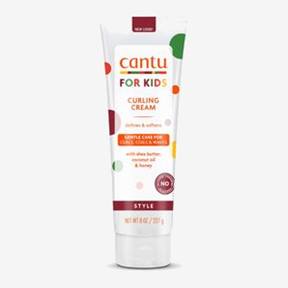 NEW LOOK!
cantu
FOR KIDS
CURLING
CREAM
defines & softens
GENTLE CARE FOR
CURLS, COILS & WAVES
with shea butter,
coconut oil
& honey
NO
STYLE
NET WT 8 OZ / 227 g